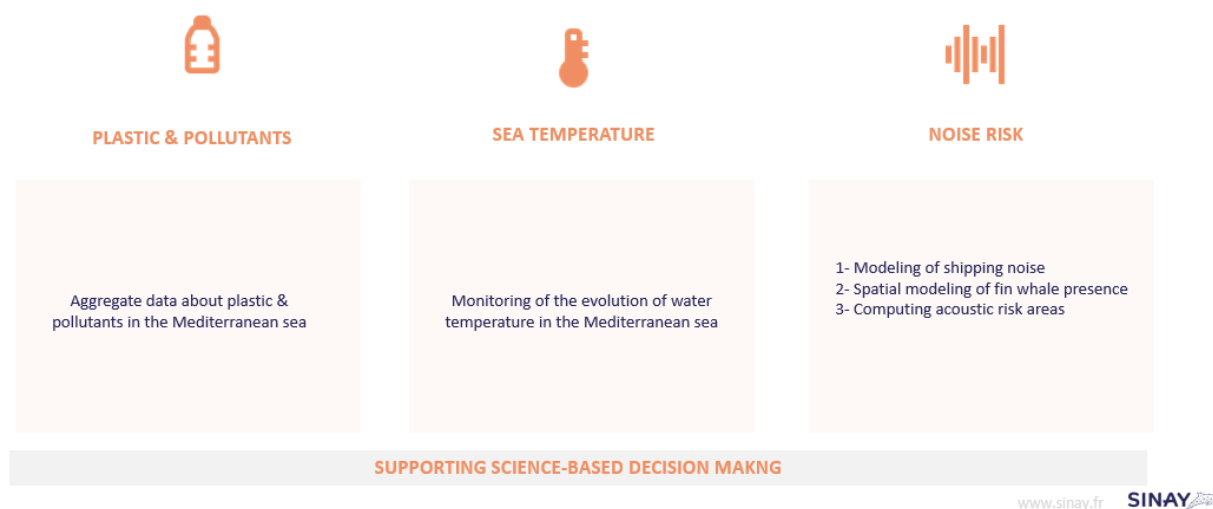 PLASTIC & POLLUTANTS
SEA TEMPERATURE
NOISE RISK
Aggregate data about plastic &
pollutants in the Mediterranean sea
Monitoring of the evolution of water
temperature in the Mediterranean sea
1- Modeling of shipping noise
2- Spatial modeling of fin whale presence
3- Computing acoustic risk areas
SUPPORTING SCIENCE-BASED DECISION MAKNG
www.sinay.fr
SINAY